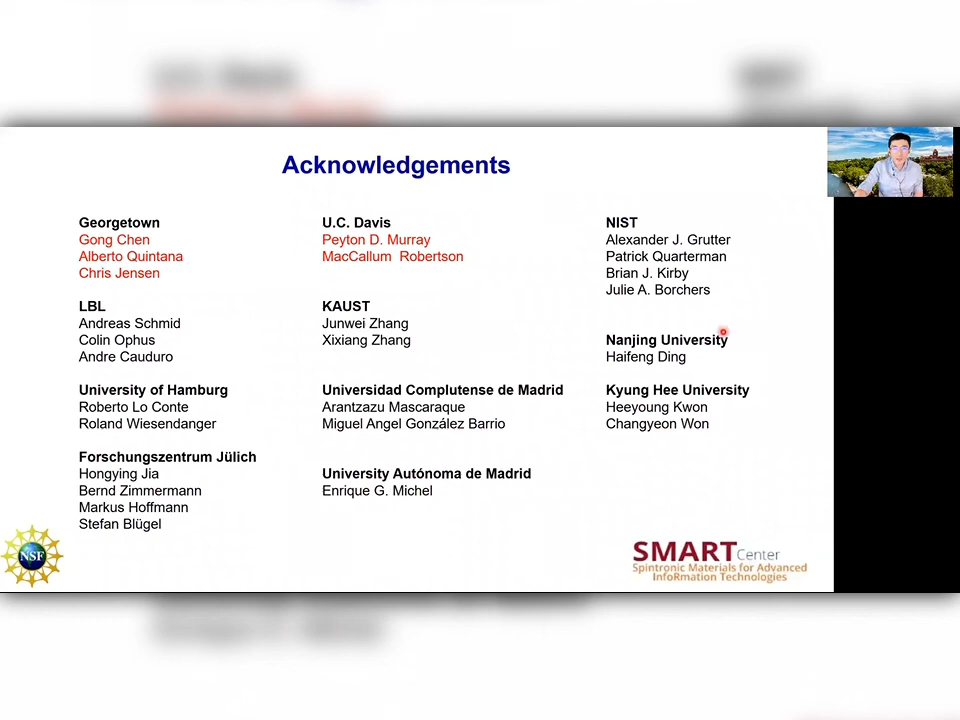 Acknowledgements
Georgetown
Gong Chen
Alberto Quintana
Chris Jensen
LBL
Andreas Schmid
Colin Ophus
Andre Cauduro
University of Hamburg
Roberto Lo Conte
Roland Wiesendanger
Forschungszentrum Jülich
Hongying Jia
Bernd Zimmermann
Markus Hoffmann
Stefan Blügel
U.C. Davis
Peyton D. Murray
MacCallum Robertson
KAUST
Junwei Zhang
Xixiang Zhang
Universidad Complutense de Madrid
Arantzazu Mascaraque
Miguel Angel González Barrio
University Autónoma de Madrid
Enrique G. Michel
NIST
Alexander J. Grutter
Patrick Quarterman
Brian J. Kirby
Julie A. Borchers
Nanjing University
Haifeng Ding
Kyung Hee University
Heeyoung Kwon
Changyeon Won
NSF
SMART Center
Spintronic Materials for Advanced
InfoRmation Technologies